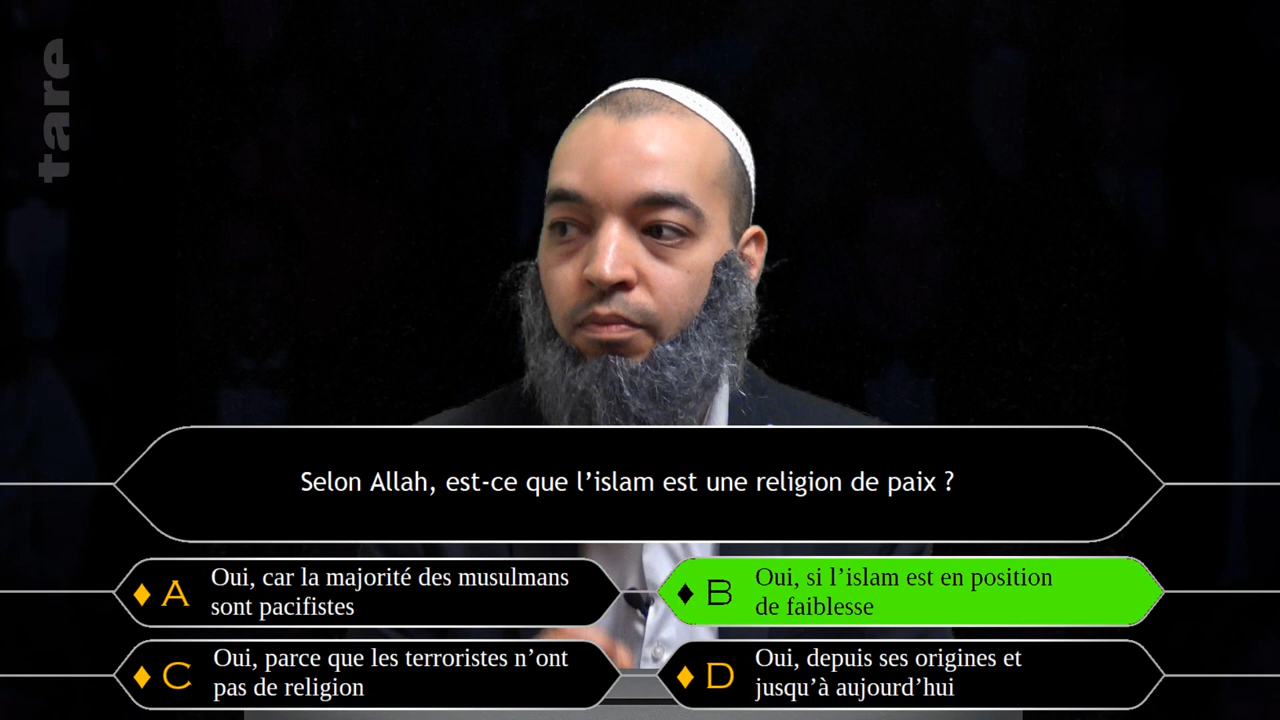 tare
Selon Allah, est-ce que l’islam est une religion de paix ?
A Oui, car la majorité des musulmans
sont pacifistes
B Oui, si l’islam est en position
de faiblesse
C Oui, parce que les terroristes n’ont
pas de religion
D Oui, depuis ses origines et
jusqu’à aujourd’hui